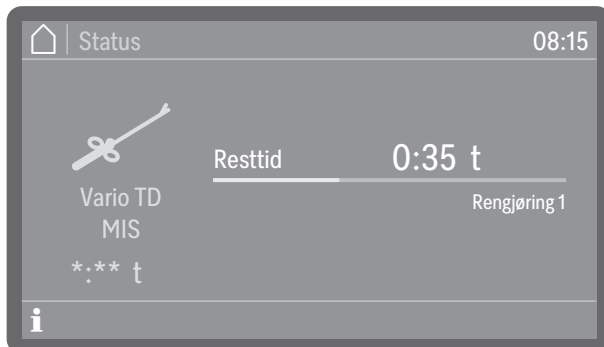 Status 08:15
Resttid 0:35 t
Vario TD
Rengjøring 1
MIS
*:** t
i